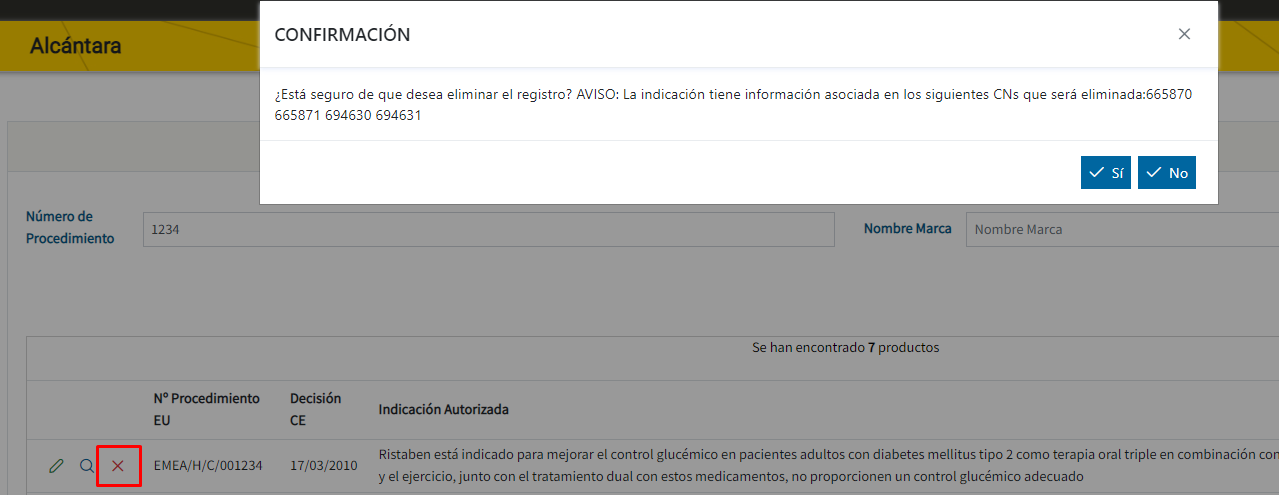 CONFIRMACIÓN
Alcántara
¿Está seguro de que desea eliminar el registro? AVISO: La indicación tiene información asociada en los siguientes CNs que será eliminada:665870
665871 694630 694631
Sí No
Número de
Procedimiento
1234
Nombre Marca
Nombre Marca
Se han encontrado 7 productos
Nº Procedimiento
EU
Decisión
CE
Indicación Autorizada
EMEA/H/C/001234
17/03/2010
Ristaben está indicado para mejorar el control glucémico en pacientes adultos con diabetes mellitus tipo 2 como terapia oral triple en combinación con
y el ejercicio, junto con el tratamiento dual con estos medicamentos, no proporcionen un control glucémico adecuado